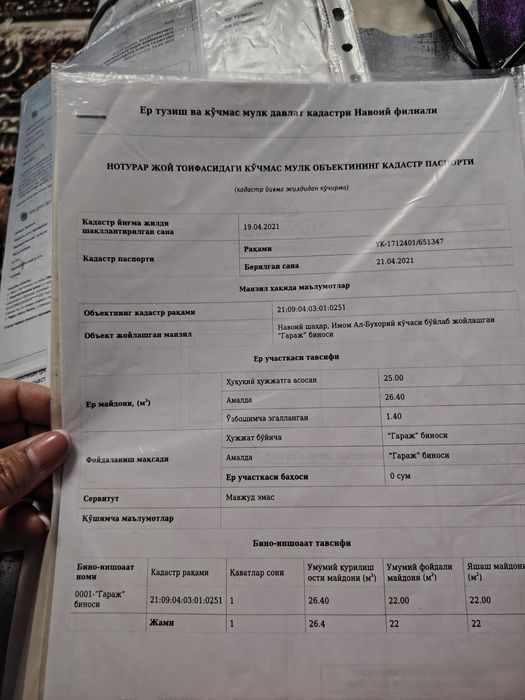 Ер тузиш ва кўчмас мулк давлат кадастри Навоий филиали
НОТУРАР ЖОЙ ТОИФАСИДАГИ КЎЧМАС МУЛК ОБЪЕКТИНИНГ КАДАСТР ПАСПОРТИ
(кадастр йиғма жилдидан кўчирма)
Кадастр йиғма жилди
шакллантирилган сана
19.04.2021
Кадастр паспорти
Рақами
YK-1712401/651347
Берилган сана
21.04.2021
Манзил ҳақида маълумотлар
Объектнинг кадастр рақами
21:09:04:03:01:0251
Объект жойлашган манзил
Навоий шаҳар, Имом Ал-Бухорий кўчаси бўйлаб жойлашган
"Гараж" биноси
Ер участкаси тавсифи
Ер майдони, (м²)
Ҳуқуқий ҳужжатга асосан
25.00
Амалда
26.40
Ўзбошимча эгалланган
1.40
Фойдаланиш мақсади
Ҳужжат бўйича
"Гараж" биноси
Амалда
"Гараж" биноси
Ер участкаси баҳоси
0 сум
Сервитут
Мавжуд эмас
Қўшимча маълумотлар
Бино-иншоаат тавсифи
Бино-иншоаат
номи
Кадастр рақами
Қаватлар сони
Умумий қурилиш
ости майдони (м²)
Умумий фойдали
майдони (м²)
Яшаш майдони
(м²)
0001-"Гараж"
биноси
21:09:04:03:01:0251
1
26.40
22.00
22.00
Жами
1
26.4
22
22